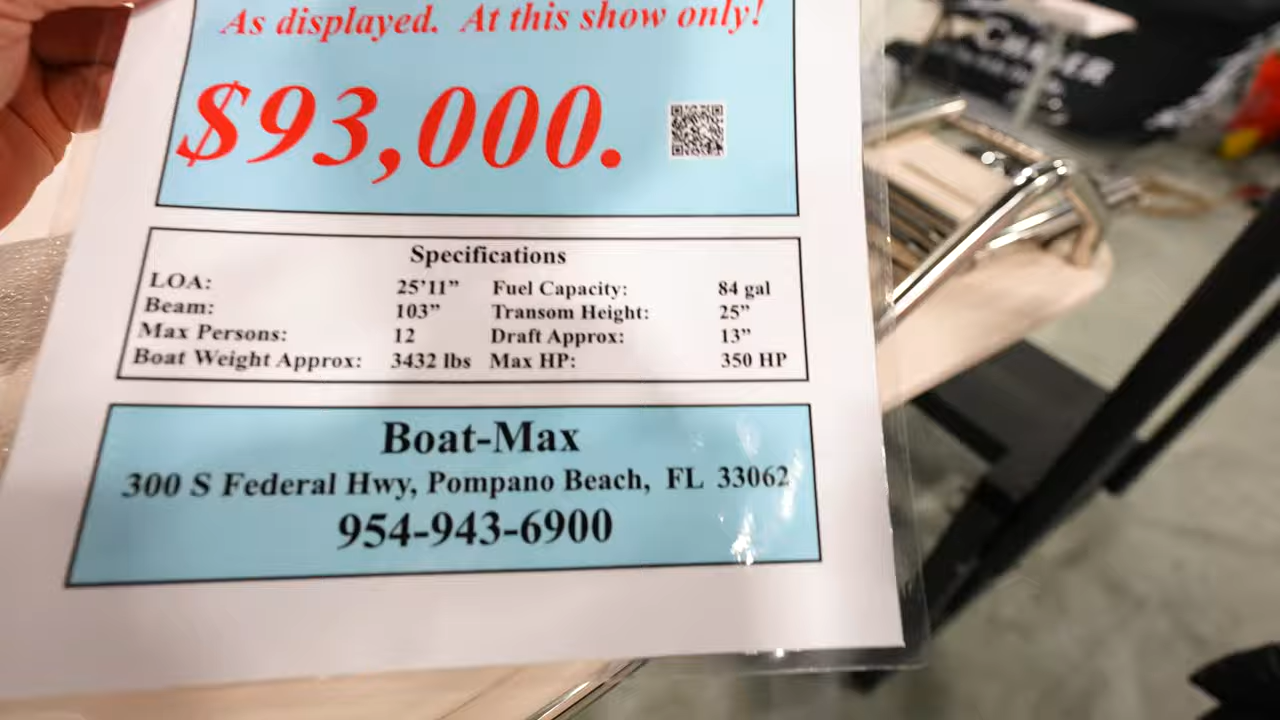 As displayed. At this show only!
$93,000.
Specifications
LOA: 25'11” Fuel Capacity: 84 gal
Beam: 103” Transom Height: 25”
Max Persons: 12 Draft Approx: 13”
Boat Weight Approx: 3432 lbs Max HP: 350 HP
Boat-Max
300 S Federal Hwy, Pompano Beach, FL 33062
954-943-6900